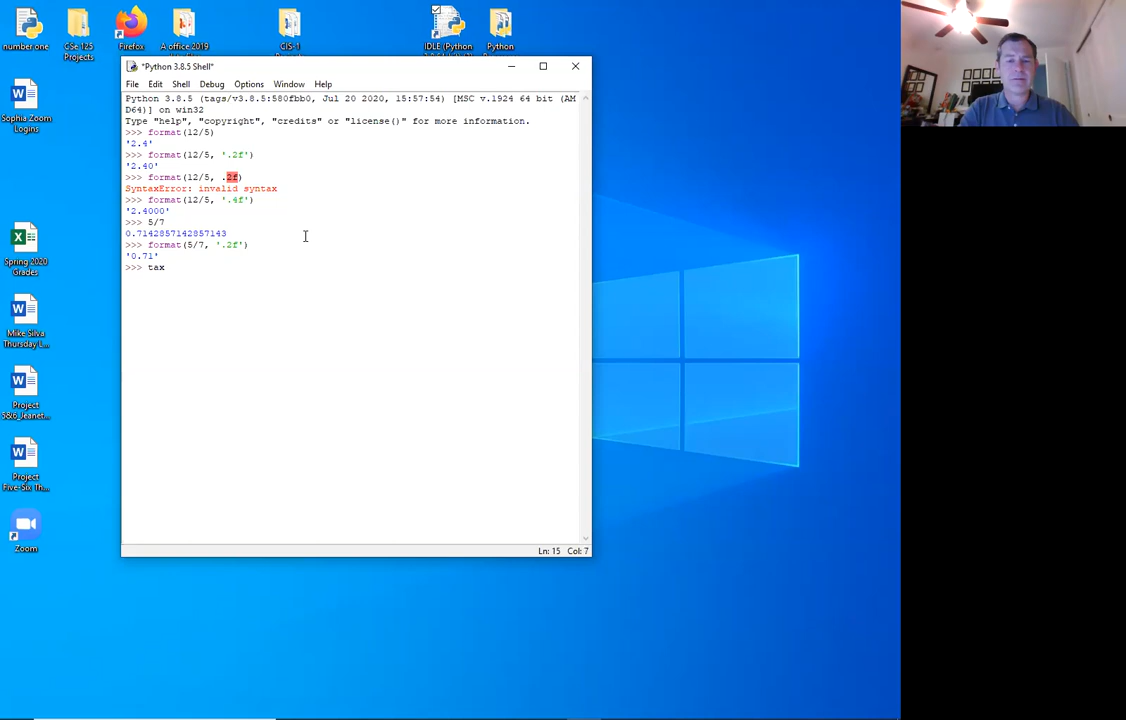 number.one
CSe 125
Projects
Firefox
A office 2019
CIS-1
IDLE (Python
Python
Sophia Zoom
Logins
Spring 2020
Grades
Mike Sliva
Thursday L...
Project
5&6_Jeanet...
Project
Five-Six Th...
Zoom
*Python 3.8.5 Shell*
File Edit Shell Debug Options Window Help
Python 3.8.5 (tags/v3.8.5:580fbb0, Jul 20 2020, 15:57:54) [MSC v.1924 64 bit (AM
D64)] on win32
Type "help", "copyright", "credits" or "license()" for more information.
>>> format(12/5)
'2.4'
>>> format(12/5, '.2f')
'2.40'
>>> format(12/5, .2f)
SyntaxError: invalid syntax
>>> format(12/5, '.4f')
'2.4000'
>>> 5/7
0.7142857142857143
>>> format(5/7, '.2f')
'0.71'
>>> tax
Ln: 15 Col: 7